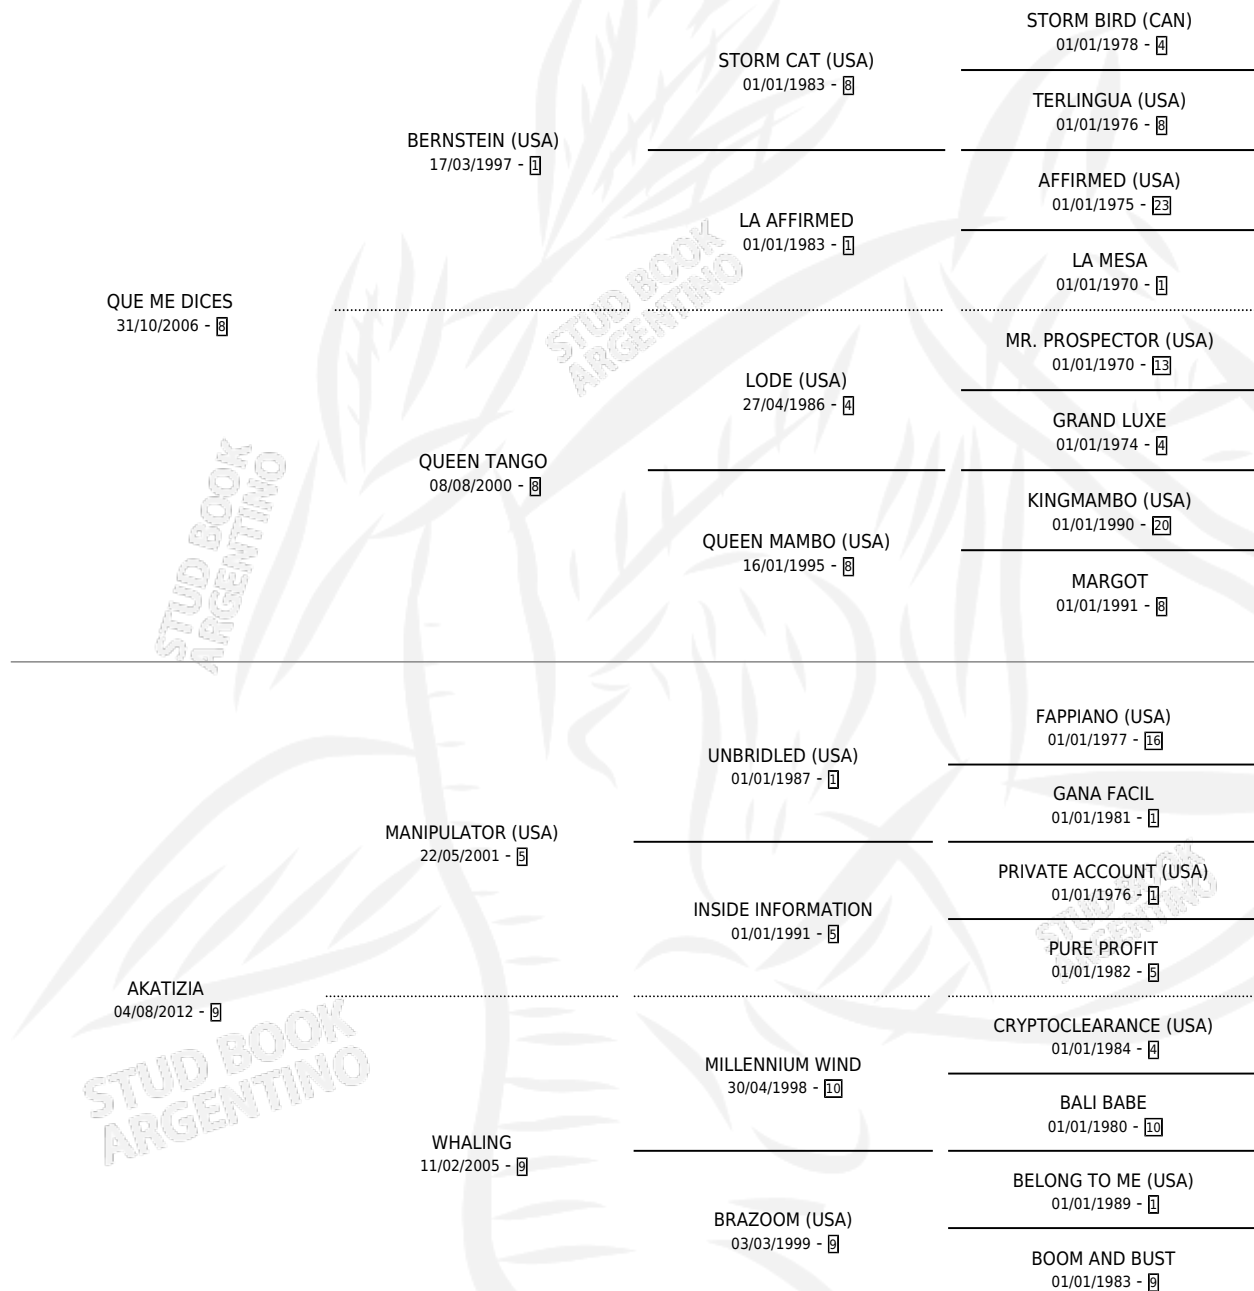 STORM BIRD (CAN)
01/01/1978 - 4
STORM CAT (USA)
01/01/1983 - 8
TERLINGUA (USA)
01/01/1976 - 8
BERNSTEIN (USA)
17/03/1997 - 1
AFFIRMED (USA)
01/01/1975 - 23
LA AFFIRMED
01/01/1983 - 1
LA MESA
01/01/1970 - 1
QUE ME DICES
31/10/2006 - 8
MR. PROSPECTOR (USA)
01/01/1970 - 13
LODE (USA)
27/04/1986 - 4
GRAND LUXE
01/01/1974 - 4
QUEEN TANGO
08/08/2000 - 8
KINGMAMBO (USA)
01/01/1990 - 20
QUEEN MAMBO (USA)
16/01/1995 - 8
MARGOT
01/01/1991 - 8
FAPPIANO (USA)
01/01/1977 - 16
UNBRIDLED (USA)
01/01/1987 - 1
GANA FACIL
01/01/1981 - 1
MANIPULATOR (USA)
22/05/2001 - 5
PRIVATE ACCOUNT (USA)
01/01/1976 - 1
INSIDE INFORMATION
01/01/1991 - 5
PURE PROFIT
01/01/1982 - 5
AKATIZIA
04/08/2012 - 9
CRYPTOCLEARANCE (USA)
01/01/1984 - 4
MILLENNIUM WIND
30/04/1998 - 10
BALI BABE
01/01/1980 - 10
WHALING
11/02/2005 - 9
BELONG TO ME (USA)
01/01/1989 - 1
BRAZOOM (USA)
03/03/1999 - 9
BOOM AND BUST
01/01/1983 - 9
STUD BOOK
ARGENTINO
STUD BOOK
ARGENTINO
STUD BOOK
ARGENTINO
STUD BOOK
ARGENTINO